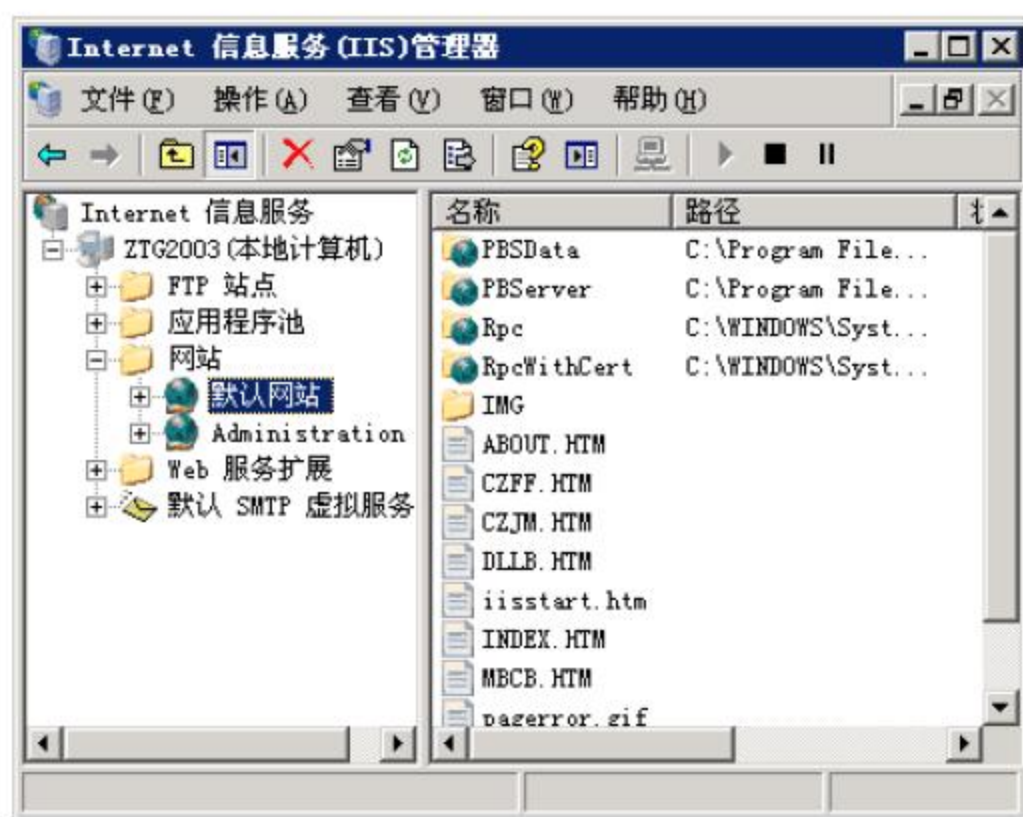 Internet 信息服务(IIS)管理器
文件(F) 操作(A) 查看(V) 窗口(W) 帮助(H)
Internet 信息服务
ZTG2003(本地计算机)
FTP 站点
应用程序池
网站
默认网站
Administration
Web 服务扩展
默认 SMTP 虚拟服务
名称 路径
PBSData C:\Program File...
PBServer C:\Program File...
Rpc C:\WINDOWS\Syst...
RpcWithCert C:\WINDOWS\Syst...
IMG
ABOUT.HTM
CZFF.HTM
CZJM.HTM
DLLB.HTM
iisstart.htm
INDEX.HTM
MBCB.HTM
pagerror.gif